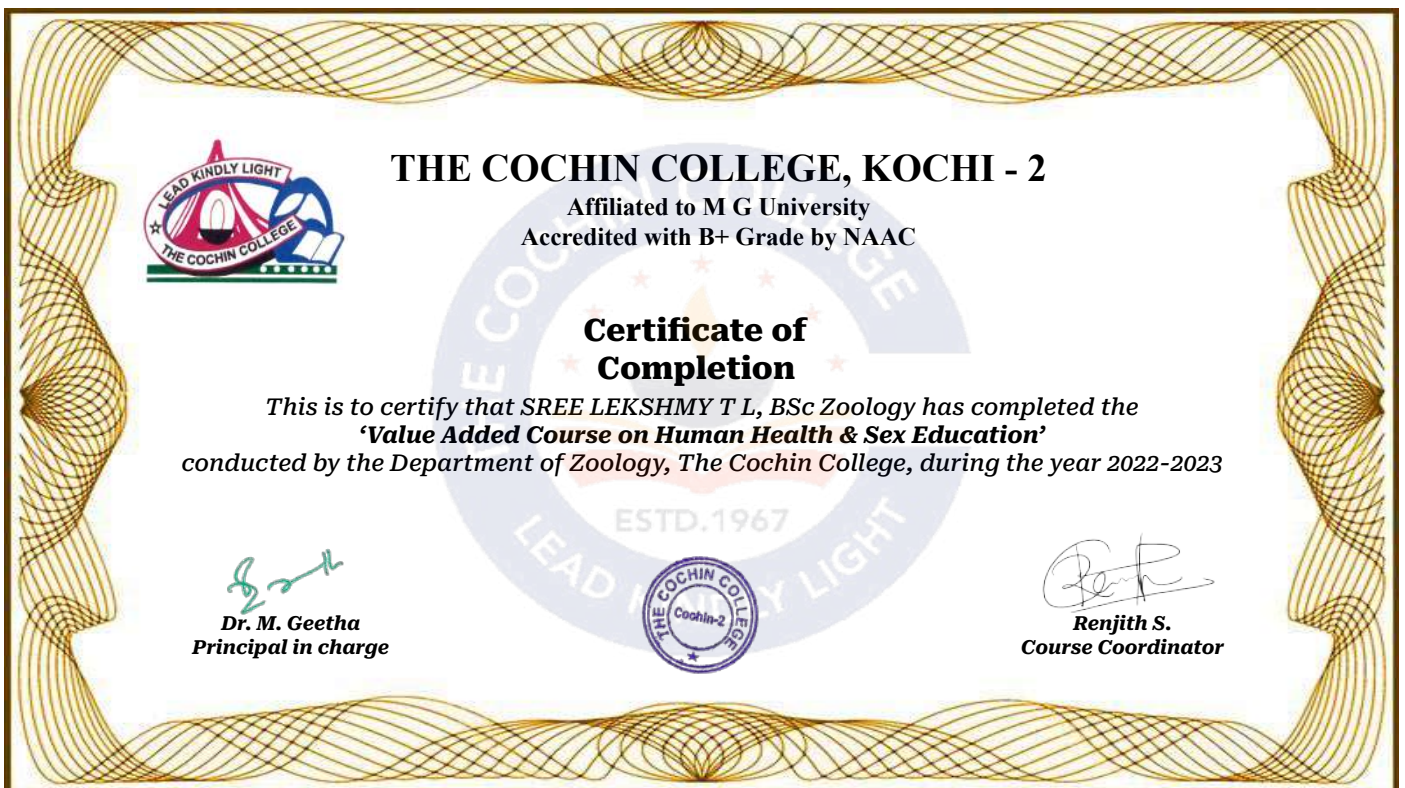 LEAD KINDLY LIGHT
THE COCHIN COLLEGE
THE COCHIN COLLEGE, KOCHI - 2
Affiliated to M G University
Accredited with B+ Grade by NAAC
THE COCHIN COLLEGE
Certificate of
Completion
This is to certify that SREE LEKSHMY T L, BSc Zoology has completed the
‘Value Added Course on Human Health & Sex Education’
conducted by the Department of Zoology, The Cochin College, during the year 2022-2023
ESTD.1967
LEAD KINDLY LIGHT
THE COCHIN COLLEGE
Cochin-2
Dr. M. Geetha
Principal in charge
Renjith S.
Course Coordinator